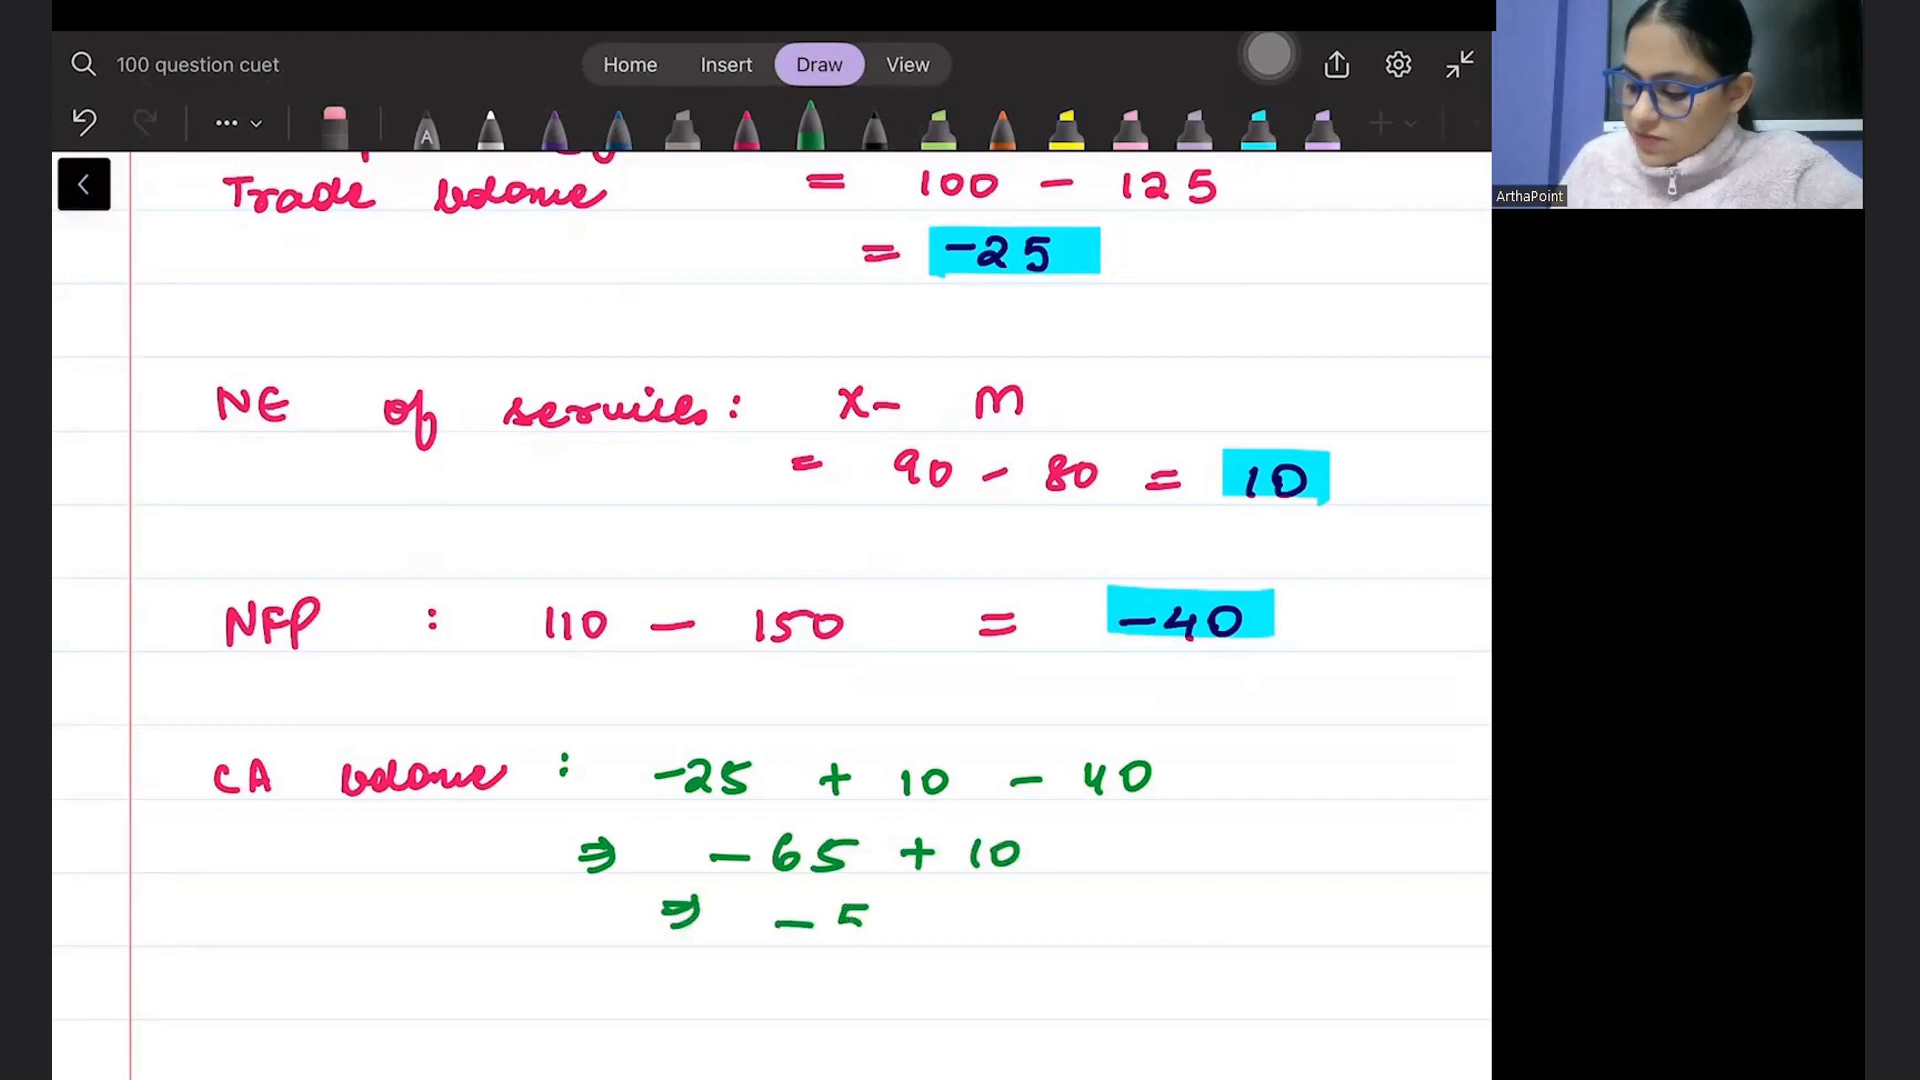 100 question cuet
Home Insert Draw View
A
ArthaPoint
Trade balance = 100 - 125
= -25
NE of services: X- M
= 90 - 80 = 10
NFP : 110 - 150 = -40
CA balance : -25 + 10 - 40
⇒ -65 + 10
⇒ -5